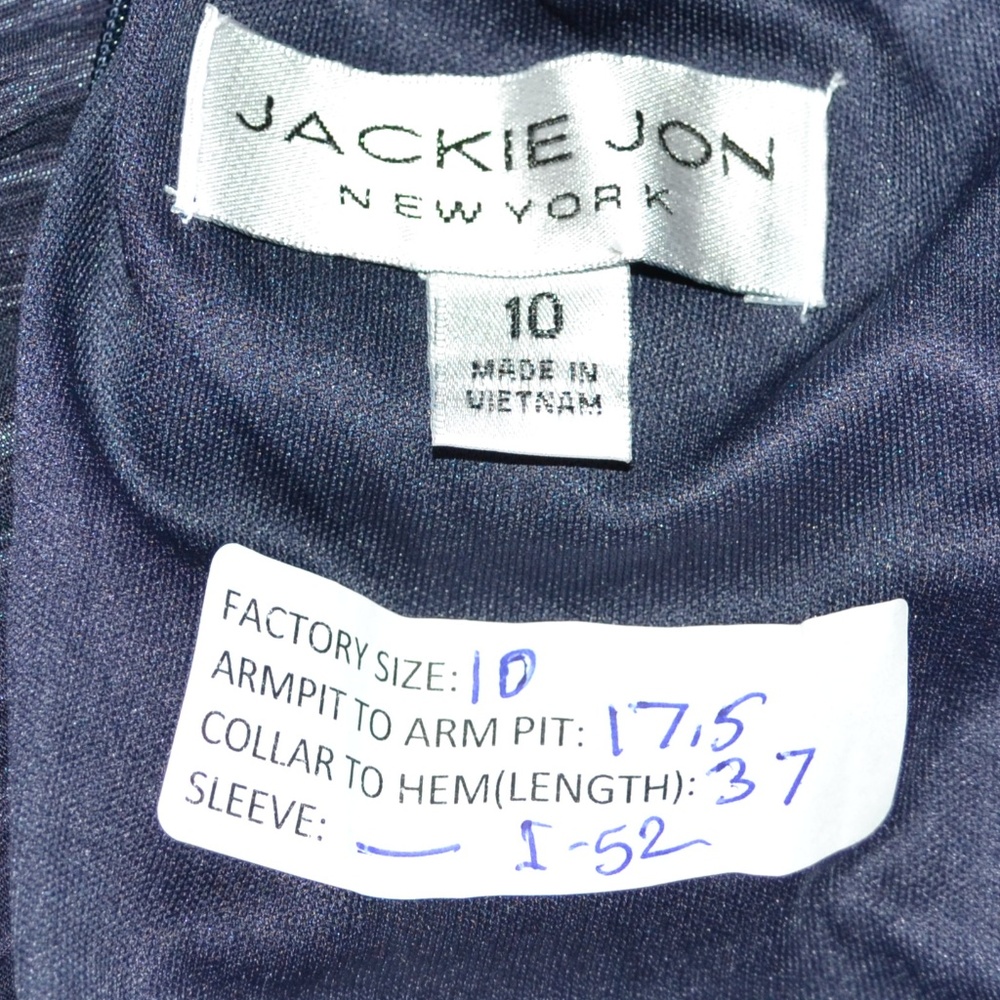 JACKIE JON
NEW YORK
10
MADE IN
VIETNAM
FACTORY SIZE: 10
ARMPIT TO ARM PIT: 17.5
COLLAR TO HEM(LENGTH): 37
SLEEVE: — I-52